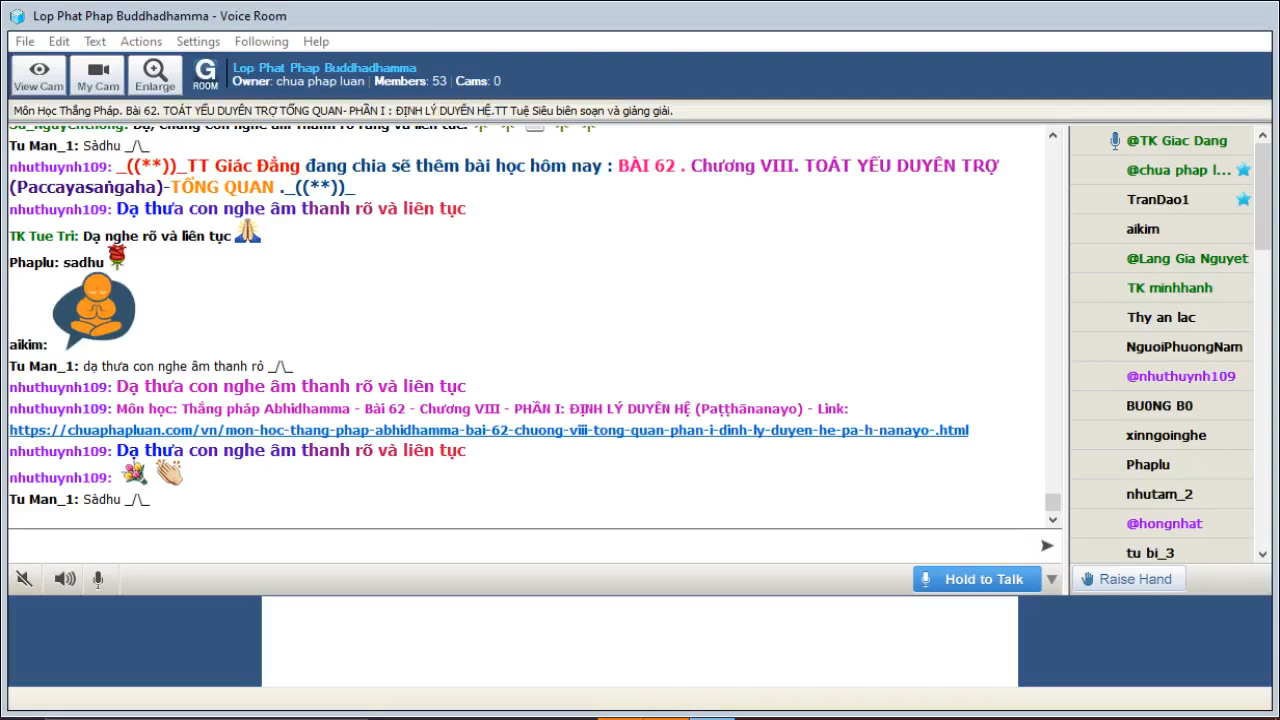 Lop Phat Phap Buddhadhamma - Voice Room
File Edit Text Actions Settings Following Help
View Cam My Cam Enlarge G ROOM Lop Phat Phap Buddhadhamma
Owner: chua phap luan Members: 53 Cams: 0
Môn Học Thắng Pháp. Bài 62. TOÁT YẾU DUYÊN TRỢ TỔNG QUAN- PHẦN I : ĐỊNH LÝ DUYÊN HỆ.TT Tuệ Siêu biên soạn và giảng giải.
Tu Man_1: Sàdhu _/\_
nhuthuynh109: _((**))_TT Giác Đẳng đang chia sẽ thêm bài học hôm nay : BÀI 62 . Chương VIII. TOÁT YẾU DUYÊN TRỢ
(Paccayasaṅgaha)-TỔNG QUAN ._((**))_
nhuthuynh109: Dạ thưa con nghe âm thanh rõ và liên tục
TK Tue Tri: Dạ nghe rõ và liên tục
Phaplu: sadhu
aikim:
Tu Man_1: dạ thưa con nghe âm thanh rỏ _/\_
nhuthuynh109: Dạ thưa con nghe âm thanh rõ và liên tục
nhuthuynh109: Môn học: Thắng pháp Abhidhamma - Bài 62 - Chương VIII - PHẦN I: ĐỊNH LÝ DUYÊN HỆ (Paṭṭhānanayo) - Link:
https://chuaphapluan.com/vn/mon-hoc-thang-phap-abhidhamma-bai-62-chuong-viii-tong-quan-phan-i-dinh-ly-duyen-he-pa-h-nanayo-.html
nhuthuynh109: Dạ thưa con nghe âm thanh rõ và liên tục
nhuthuynh109:
Tu Man_1: Sàdhu _/\_
@TK Giac Dang
@chua phap l...
TranDao1
aikim
@Lang Gia Nguyet
TK minhhanh
Thy an lac
NguoiPhuongNam
@nhuthuynh109
BU0NG B0
xinngoinghe
Phaplu
nhutam_2
@hongnhat
tu bi_3
Hold to Talk
Raise Hand